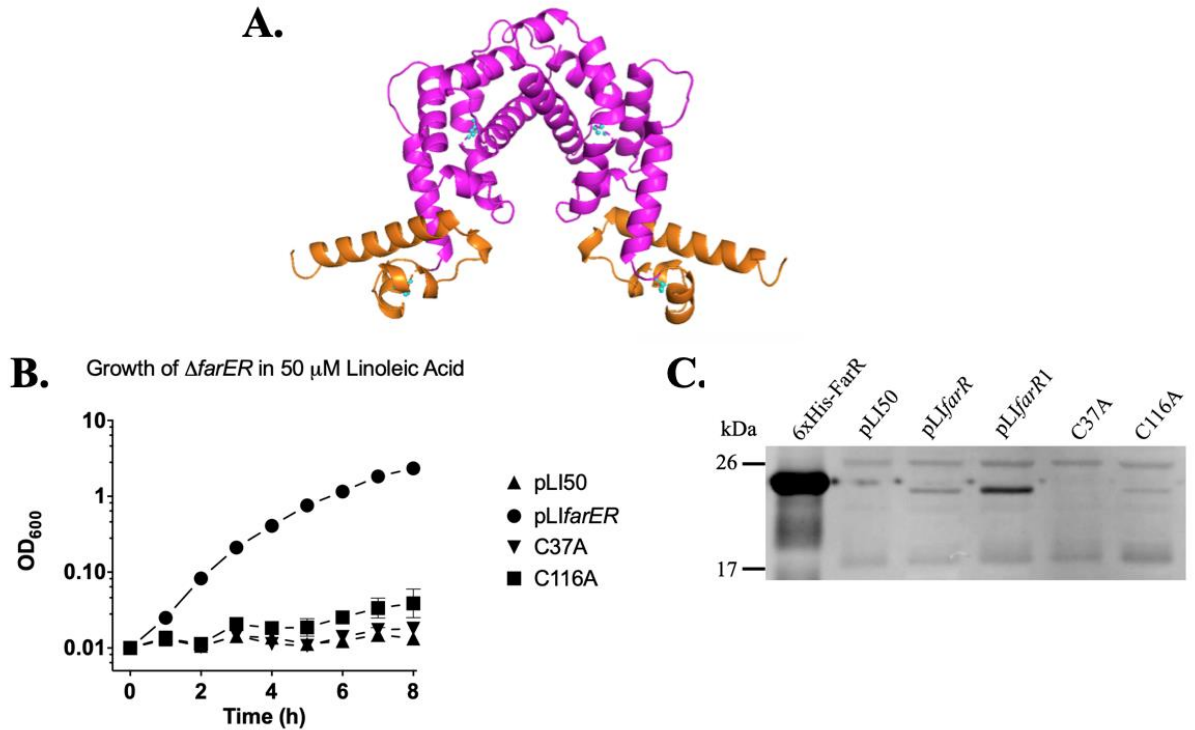 A.
B.
Growth of ΔfarER in 50 μM Linoleic Acid
10
1
0.10
0.01
OD600
0
2
4
6
8
Time (h)
pLI50
pLIfarER
C37A
C116A
C.
kDa
26
17
6xHis-FarR
pLI50
pLIfarR
pLIfarR1
C37A
C116A